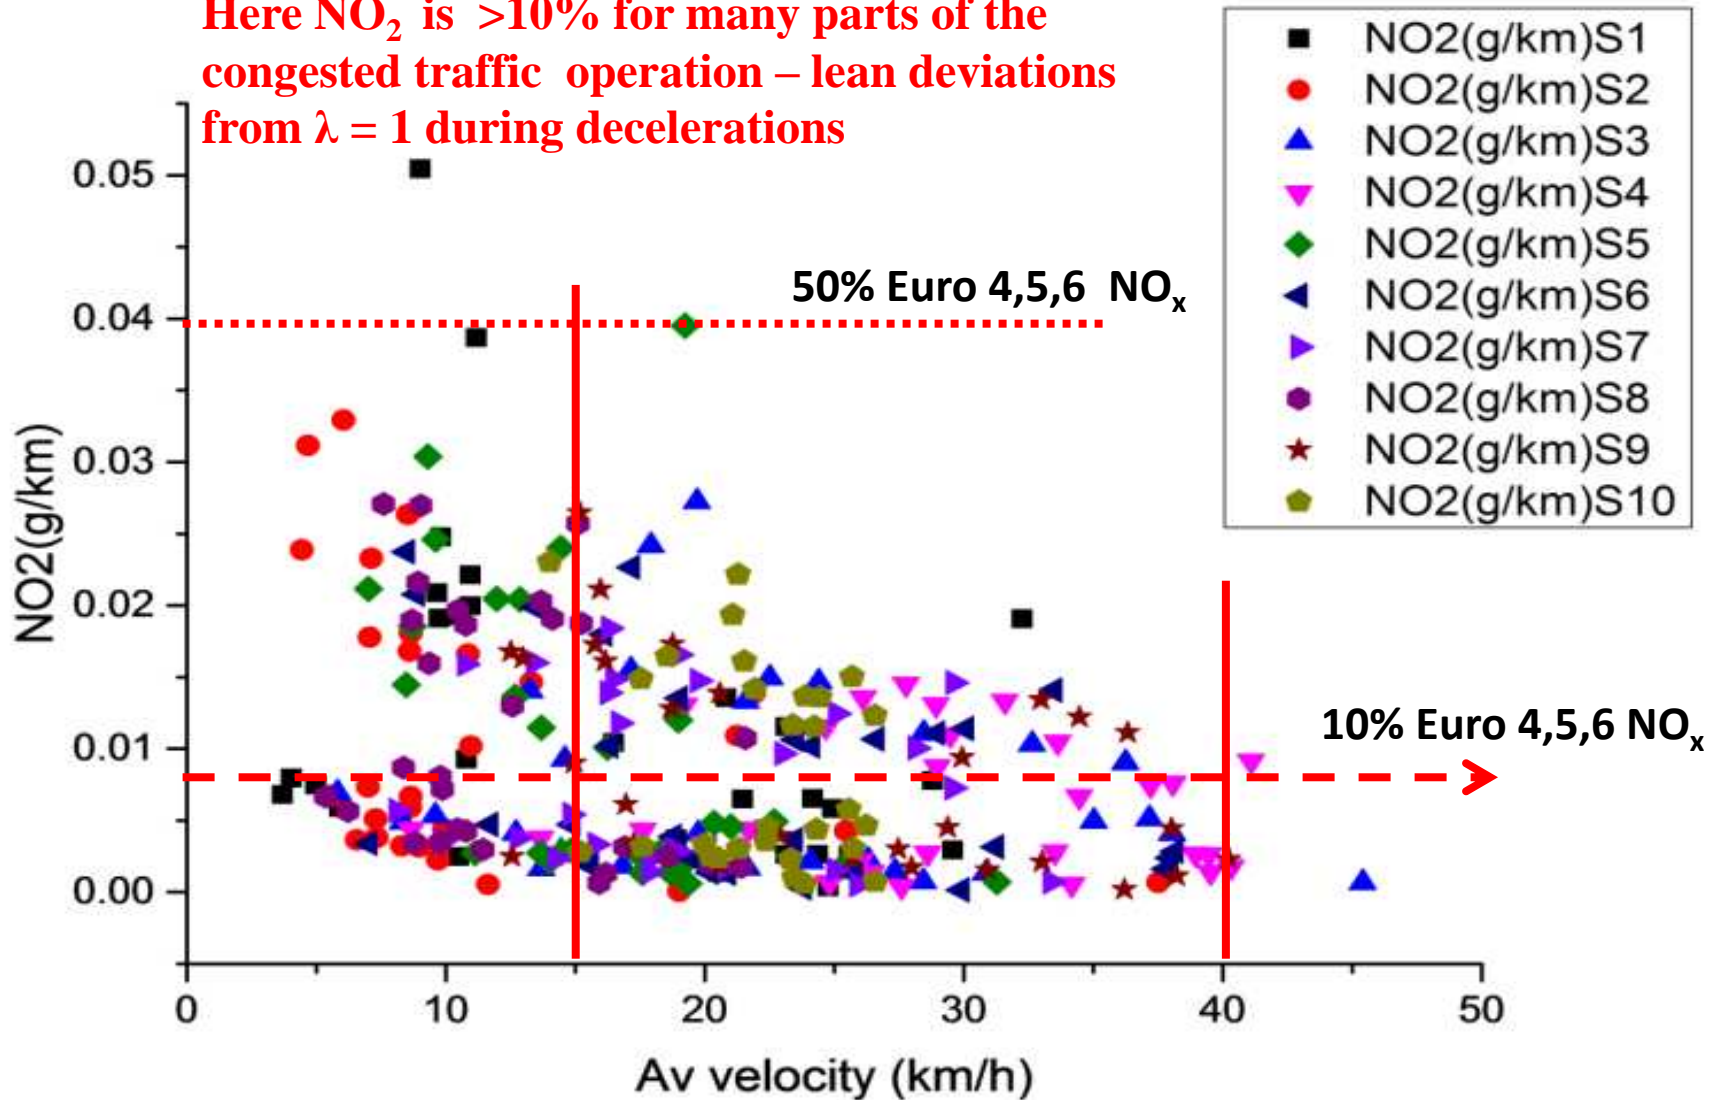 Here NO₂ is >10% for many parts of the
congested traffic operation – lean deviations
from λ = 1 during decelerations
NO2(g/km)S1
NO2(g/km)S2
NO2(g/km)S3
NO2(g/km)S4
NO2(g/km)S5
NO2(g/km)S6
NO2(g/km)S7
NO2(g/km)S8
NO2(g/km)S9
NO2(g/km)S10
50% Euro 4,5,6 NOₓ
10% Euro 4,5,6 NOₓ
NO2(g/km)
0.05
0.04
0.03
0.02
0.01
0.00
0 10 20 30 40 50
Av velocity (km/h)